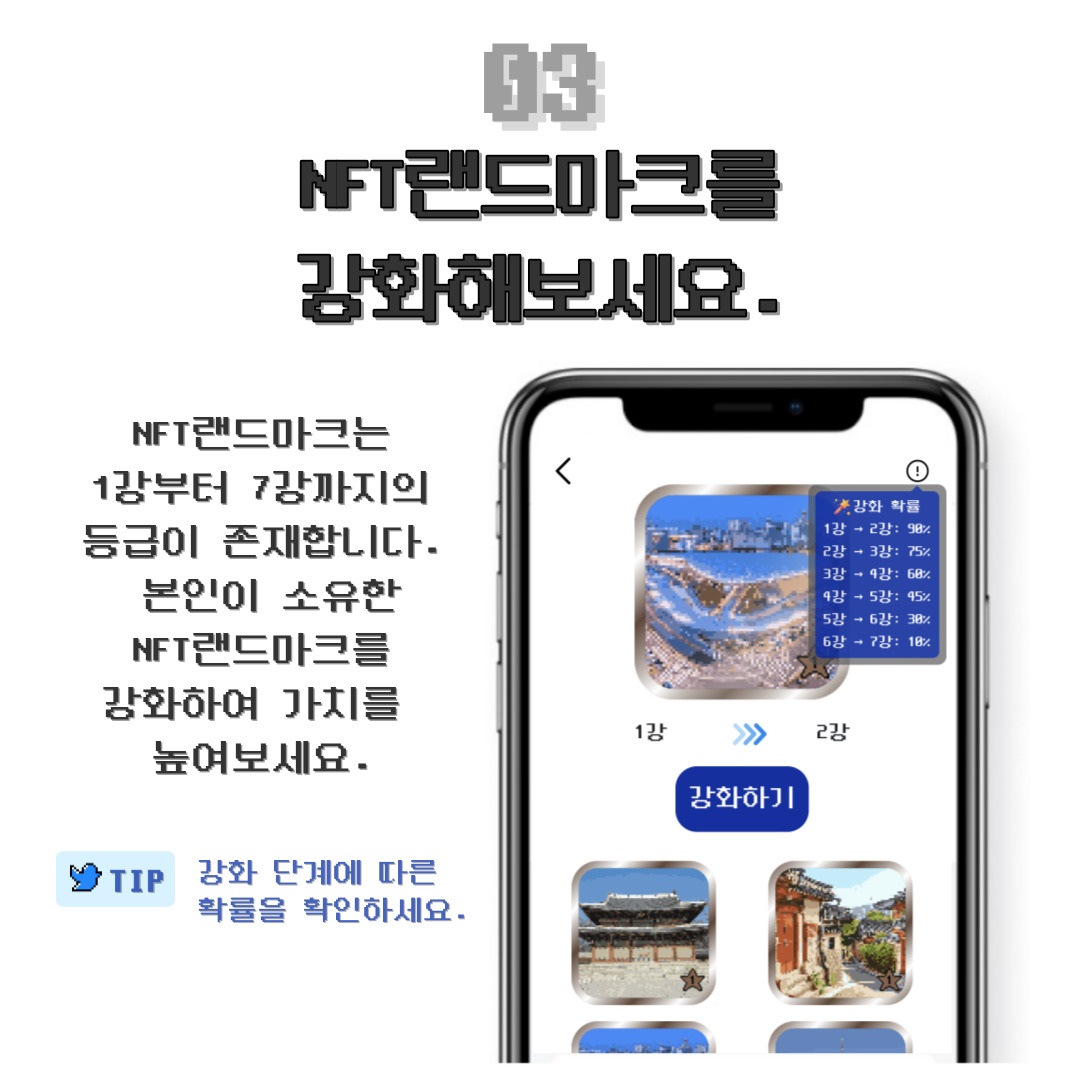 03
NFT랜드마크를
강화해보세요.
NFT랜드마크는
1강부터 7강까지의
등급이 존재합니다.
본인이 소유한
NFT랜드마크를
강화하여 가치를
높여보세요.
TIP
강화 단계에 따른
확률을 확인하세요.
강화 확률
1강 → 2강: 90%
2강 → 3강: 75%
3강 → 4강: 60%
4강 → 5강: 45%
5강 → 6강: 30%
6강 → 7강: 10%
1
1강
2강
강화하기
1
1